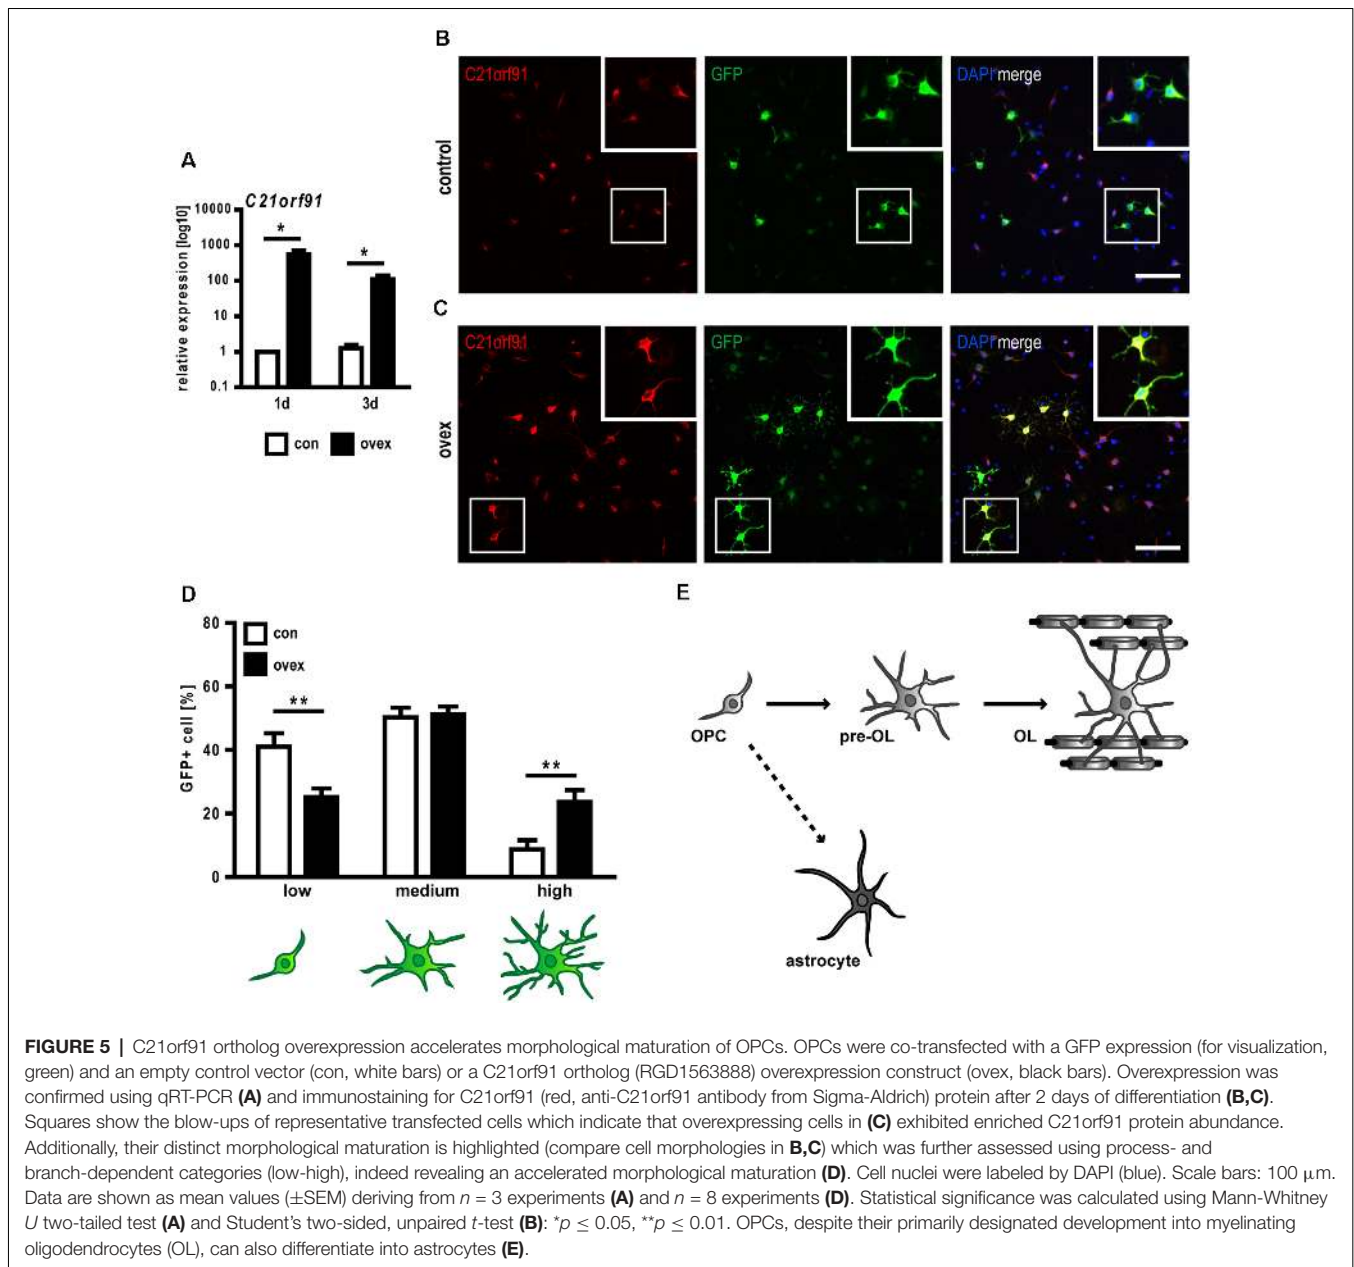 A
C21orf91
relative expression [log10]
10000
1000
100
10
1
0.1
*
*
1d
3d
con
ovex
B
control
C21orf91
GFP
DAPI merge
C
ovex
C21orf91
GFP
DAPI merge
D
GFP+ cell [%]
80
60
40
20
0
con
ovex
**
**
low
medium
high
E
OPC
pre-OL
OL
astrocyte
FIGURE 5 | C21orf91 ortholog overexpression accelerates morphological maturation of OPCs. OPCs were co-transfected with a GFP expression (for visualization,
green) and an empty control vector (con, white bars) or a C21orf91 ortholog (RGD1563888) overexpression construct (ovex, black bars). Overexpression was
confirmed using qRT-PCR (A) and immunostaining for C21orf91 (red, anti-C21orf91 antibody from Sigma-Aldrich) protein after 2 days of differentiation (B,C).
Squares show the blow-ups of representative transfected cells which indicate that overexpressing cells in (C) exhibited enriched C21orf91 protein abundance.
Additionally, their distinct morphological maturation is highlighted (compare cell morphologies in B,C) which was further assessed using process- and
branch-dependent categories (low-high), indeed revealing an accelerated morphological maturation (D). Cell nuclei were labeled by DAPI (blue). Scale bars: 100 μm.
Data are shown as mean values (±SEM) deriving from n = 3 experiments (A) and n = 8 experiments (D). Statistical significance was calculated using Mann-Whitney
U two-tailed test (A) and Student's two-sided, unpaired t-test (B): *p ≤ 0.05, **p ≤ 0.01. OPCs, despite their primarily designated development into myelinating
oligodendrocytes (OL), can also differentiate into astrocytes (E).